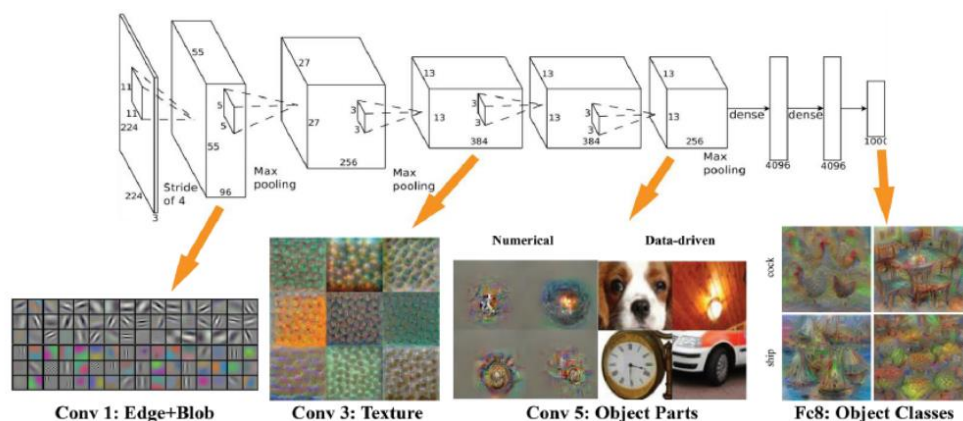 55
27
13
13
13
11
5
3
3
3
13
13
13
dense
dense
11
5
27
3
3
3
224
55
384
384
256
1000
Max
256
Max
Max
4096
4096
224
Stride
96
pooling
pooling
pooling
of 4
3
Numerical
Data-driven
cock
ship
Conv 1: Edge+Blob
Conv 3: Texture
Conv 5: Object Parts
Fc8: Object Classes